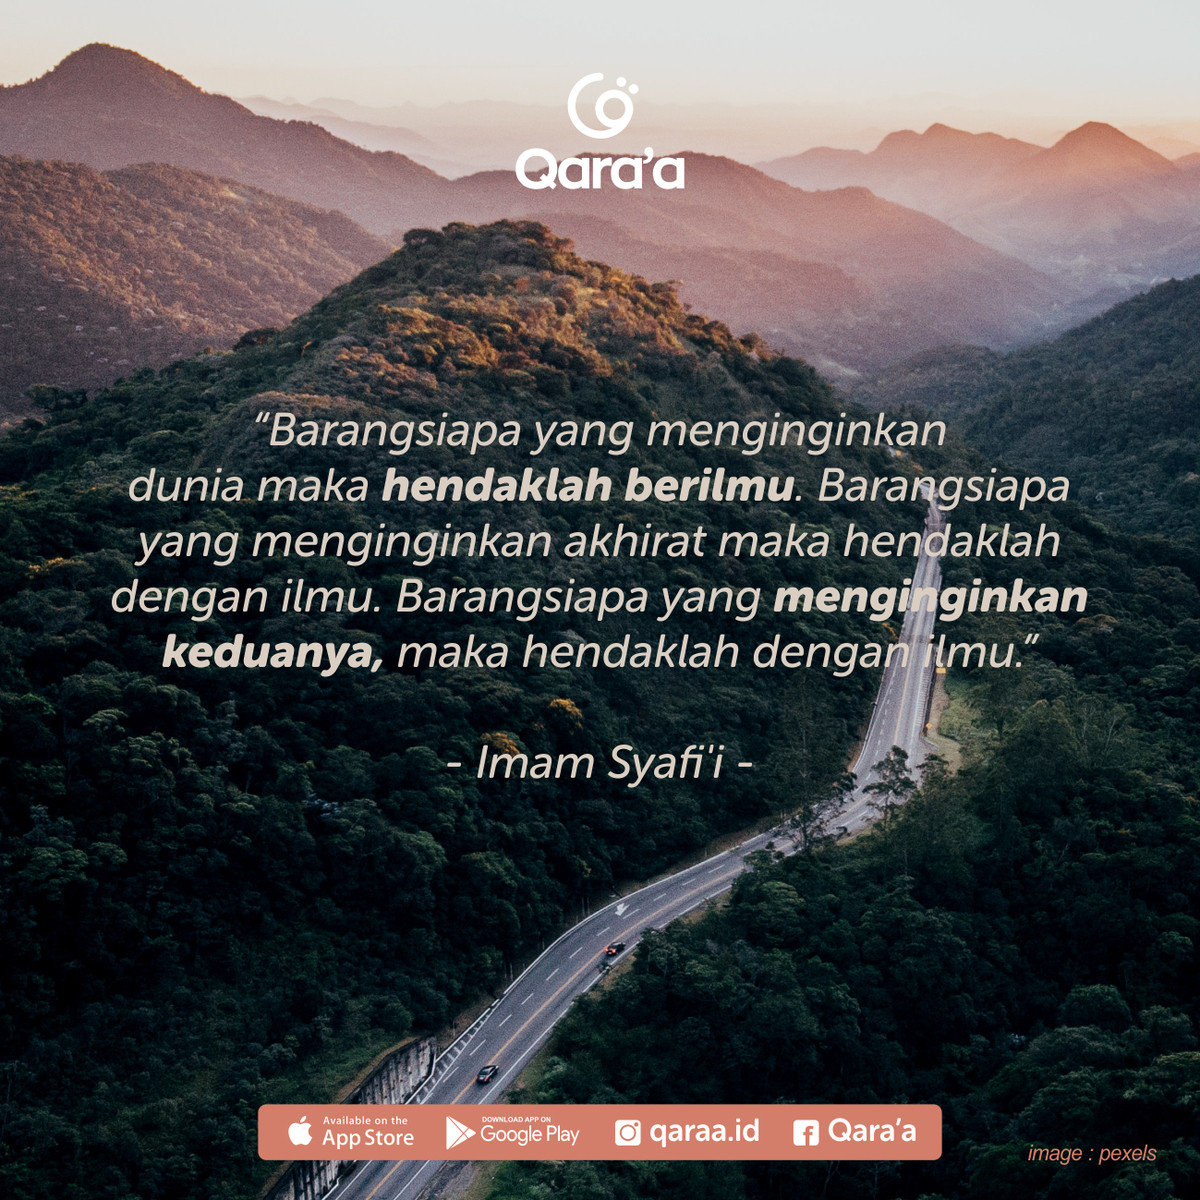 Qara'a
“Barangsiapa yang menginginkan
dunia maka hendaklah berilmu. Barangsiapa
yang menginginkan akhirat maka hendaklah
dengan ilmu. Barangsiapa yang menginginkan
keduanya, maka hendaklah dengan ilmu.”
- Imam Syafi'i -
Available on the
App Store
DOWNLOAD APP ON
Google Play
qaraa.id
Qara'a
image : pexels